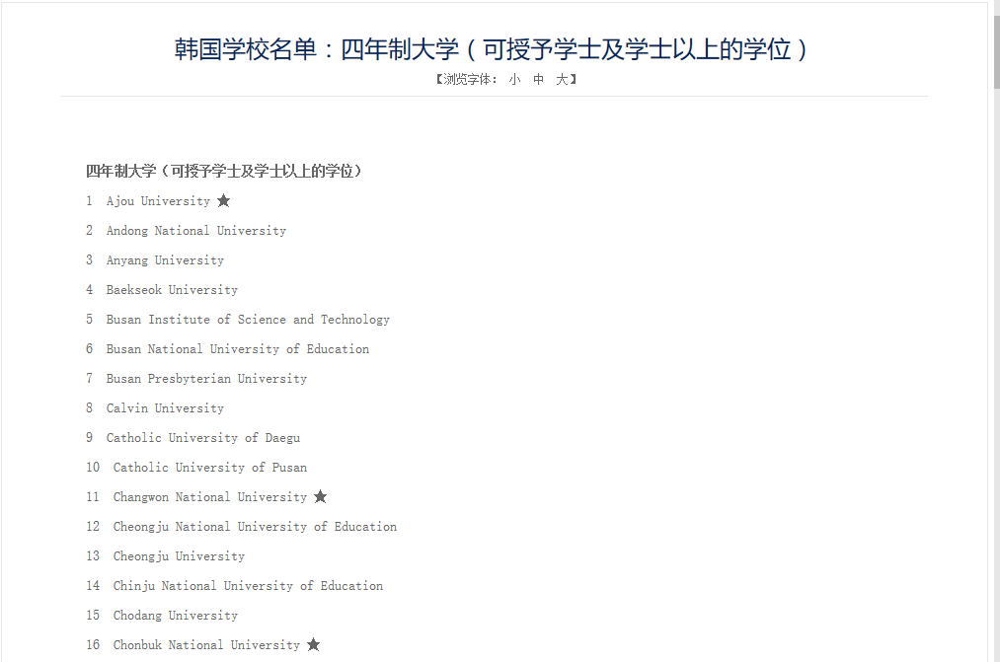 韩国学校名单：四年制大学（可授予学士及学士以上的学位）
【浏览字体： 小 中 大】
四年制大学（可授予学士及学士以上的学位）
1 Ajou University ★
2 Andong National University
3 Anyang University
4 Baekseok University
5 Busan Institute of Science and Technology
6 Busan National University of Education
7 Busan Presbyterian University
8 Calvin University
9 Catholic University of Daegu
10 Catholic University of Pusan
11 Changwon National University ★
12 Cheongju National University of Education
13 Cheongju University
14 Chinju National University of Education
15 Chodang University
16 Chonbuk National University ★